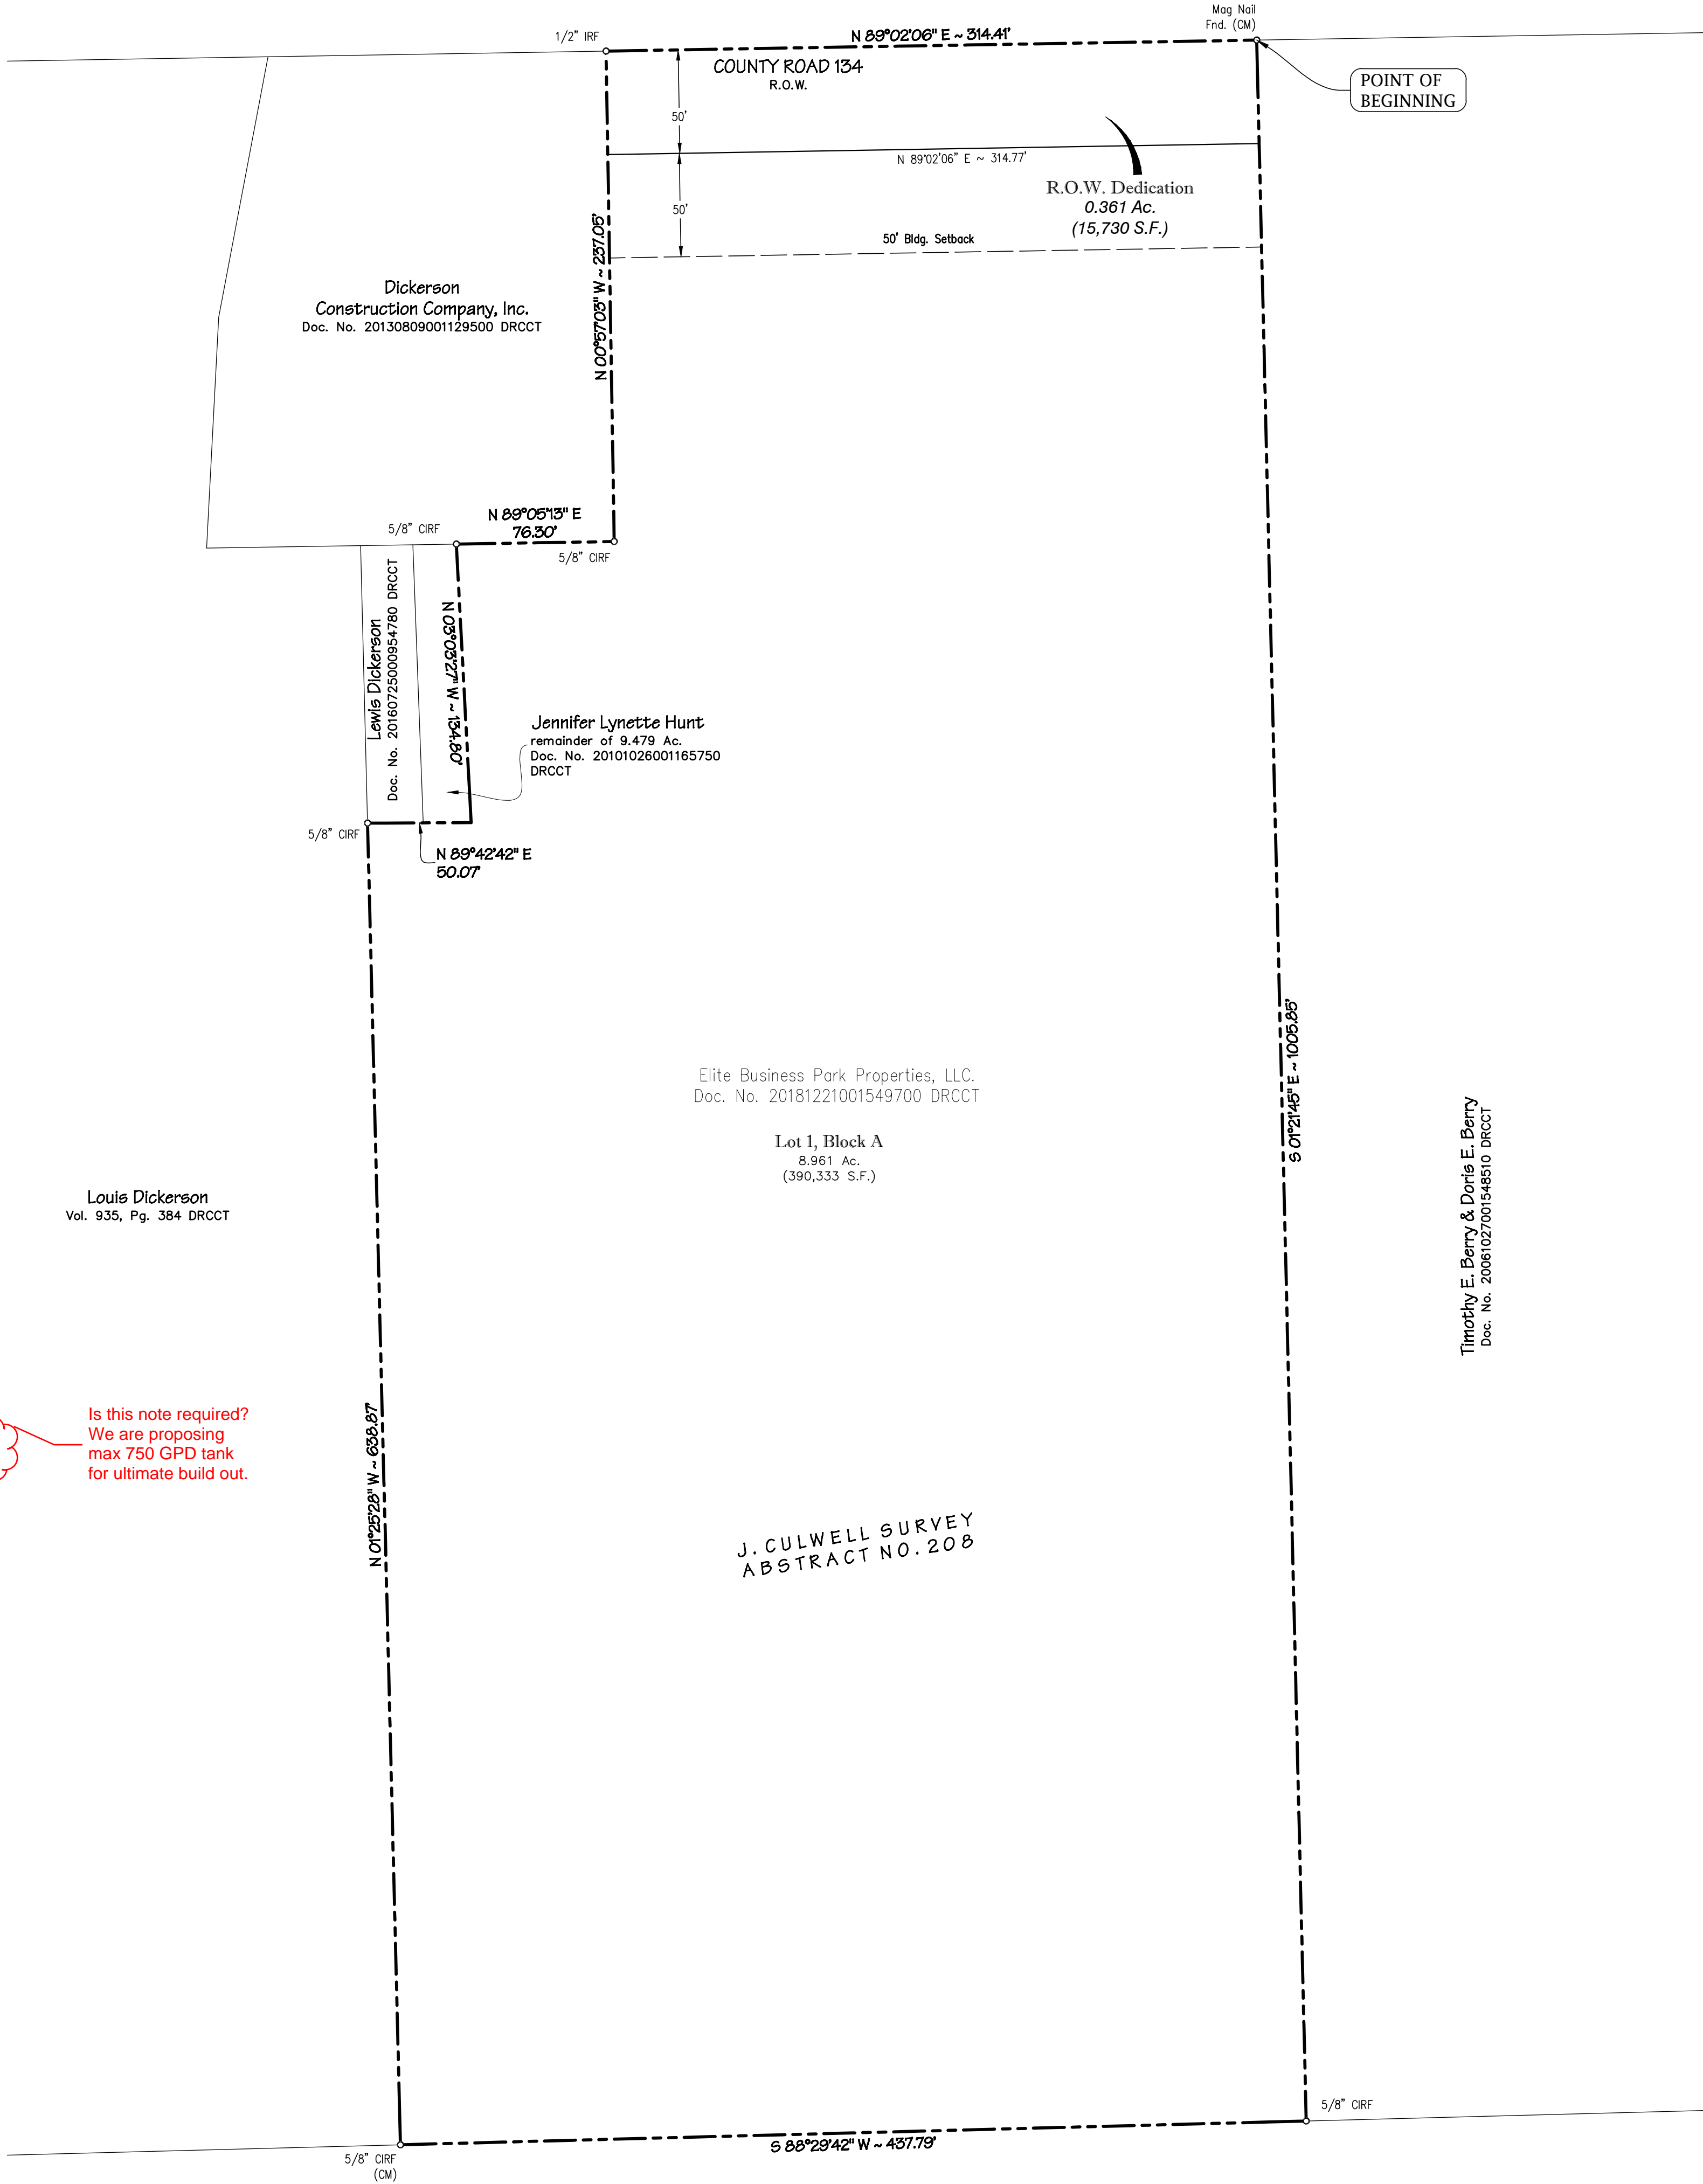 Mag Nail
Fnd. (CM)
1/2" IRF
N 89°02'06" E ~ 314.41'
COUNTY ROAD 134
R.O.W.
POINT OF
BEGINNING
50'
N 89°02'06" E ~ 314.77'
R.O.W. Dedication
0.361 Ac.
(15,730 S.F.)
50'
50' Bldg. Setback
N 00°57'03" W ~ 237.05'
Dickerson
Construction Company, Inc.
Doc. No. 20130809001129500 DRCCT
N 89°05'13" E
76.30'
5/8" CIRF
5/8" CIRF
Lewis Dickerson
Doc. No. 20160725000954780 DRCCT
N 03°03'27" W ~ 134.80'
Jennifer Lynette Hunt
remainder of 9.479 Ac.
Doc. No. 20101026001165750
DRCCT
5/8" CIRF
N 89°42'42" E
50.07'
S 01°21'45" E ~ 1005.85'
Elite Business Park Properties, LLC.
Doc. No. 20181221001549700 DRCCT
Lot 1, Block A
8.961 Ac.
(390,333 S.F.)
Timothy E. Berry & Doris E. Berry
Doc. No. 20061027001548510 DRCCT
Louis Dickerson
Vol. 935, Pg. 384 DRCCT
Is this note required?
We are proposing
max 750 GPD tank
for ultimate build out.
N 01°25'28" W ~ 638.87'
J. CULWELL SURVEY
ABSTRACT NO. 208
5/8" CIRF
S 88°29'42" W ~ 437.79'
5/8" CIRF
(CM)